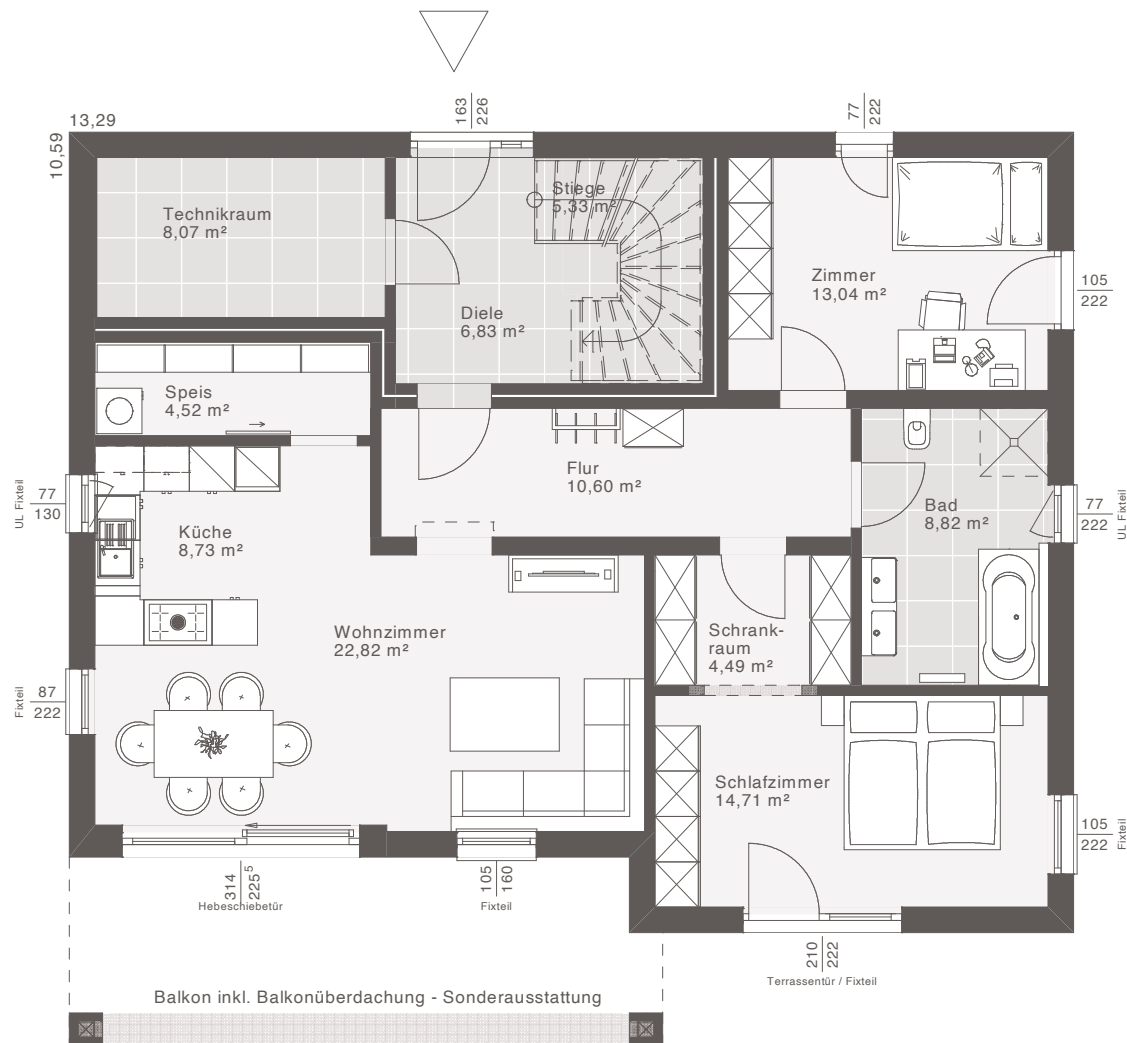 163
226
77
222
13,29
10,59
Technikraum
8,07 m²
Stiege
5,33 m²
Zimmer
13,04 m²
105
222
Diele
6,83 m²
Speis
4,52 m²
Flur
10,60 m²
UL Fixteil
77
130
Küche
8,73 m²
Bad
8,82 m²
77
222
UL Fixteil
Wohnzimmer
22,82 m²
Schrank-
raum
4,49 m²
Fixteil
87
222
Schlafzimmer
14,71 m²
105
222
Fixteil
314
225⁵
Hebeschiebetür
105
160
Fixteil
210
222
Terrassentür / Fixteil
Balkon inkl. Balkonüberdachung - Sonderausstattung